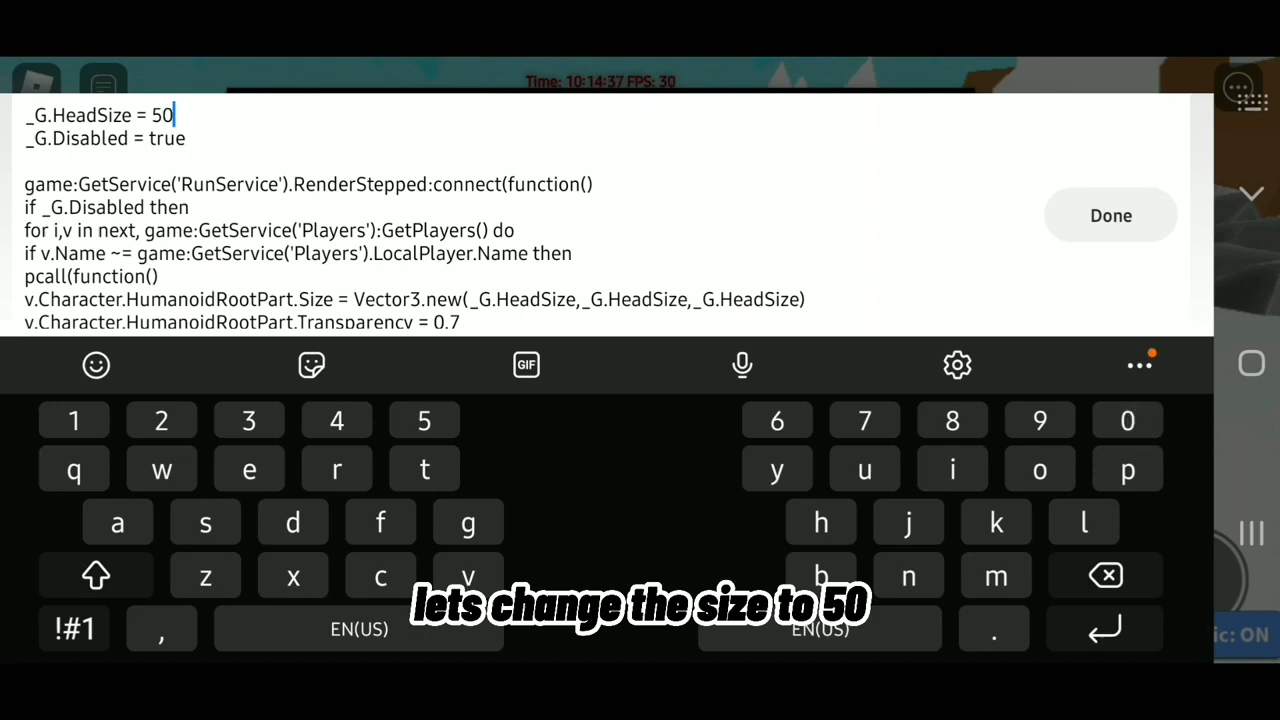 Time: 10:14:37 FPS: 30
_G.HeadSize = 50
_G.Disabled = true
game:GetService('RunService').RenderStepped:connect(function()
if _G.Disabled then
for i,v in next, game:GetService('Players'):GetPlayers() do
if v.Name ~= game:GetService('Players').LocalPlayer.Name then
pcall(function()
v.Character.HumanoidRootPart.Size = Vector3.new(_G.HeadSize,_G.HeadSize,_G.HeadSize)
v.Character.HumanoidRootPart.Transparency = 0.7
Done
GIF
1 2 3 4 5 6 7 8 9 0
q w e r t y u i o p
a s d f g h j k l
z x c v b n m
lets change the size to 50
!#1 , EN(US) EN(US) .
ic: ON